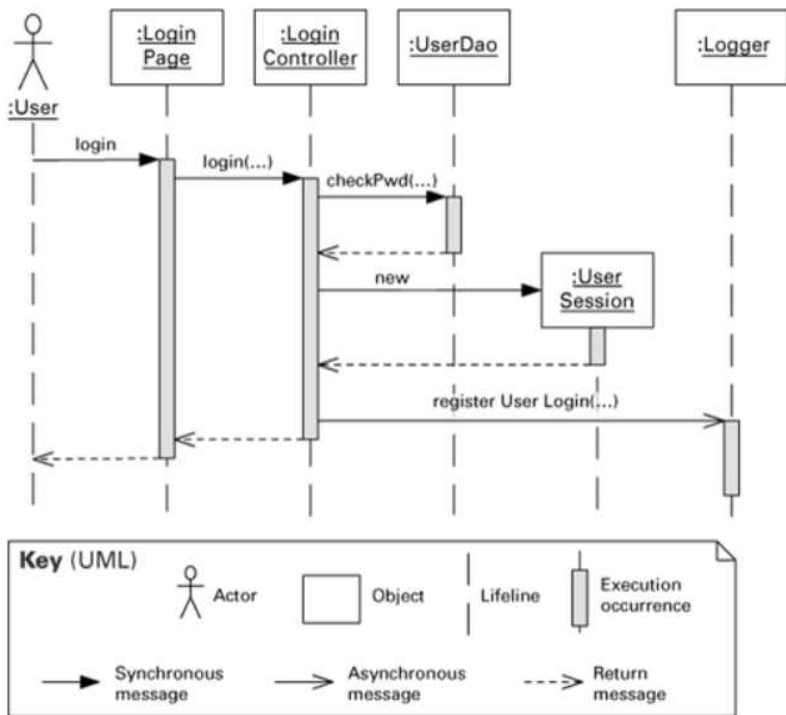 :Login
Page
:Login
Controller
:UserDao
:Logger
:User
login
login(...)
checkPwd(...)
new
:User
Session
register User Login(...)
Key (UML)
Actor
Object
Lifeline
Execution
occurrence
Synchronous
message
Asynchronous
message
Return
message